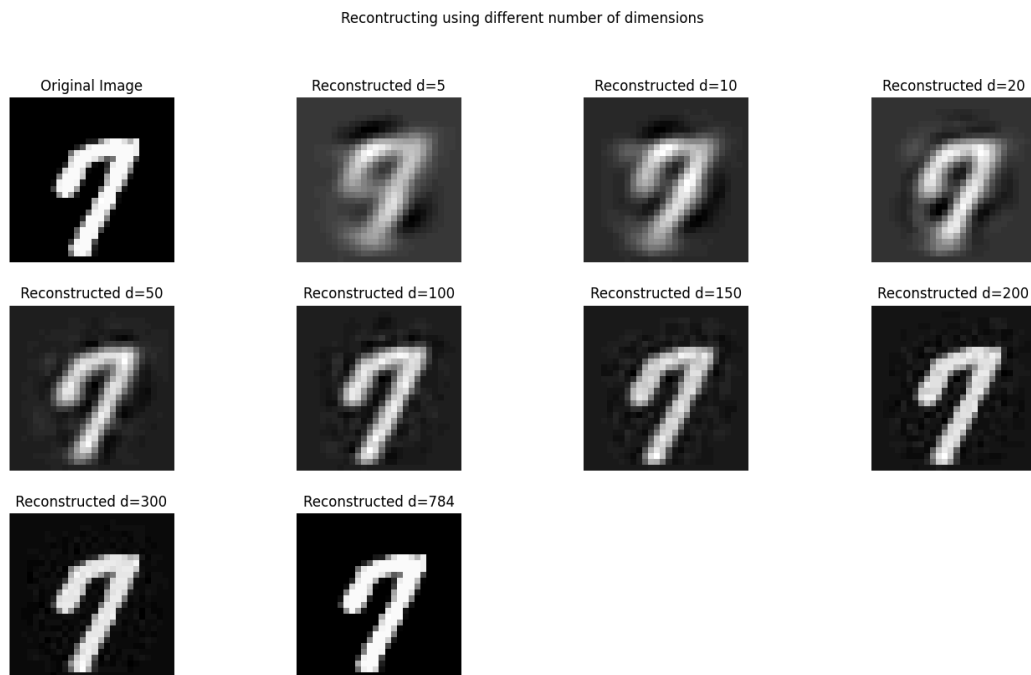 Recontructing using different number of dimensions
Original Image
Reconstructed d=5
Reconstructed d=10
Reconstructed d=20
Reconstructed d=50
Reconstructed d=100
Reconstructed d=150
Reconstructed d=200
Reconstructed d=300
Reconstructed d=784